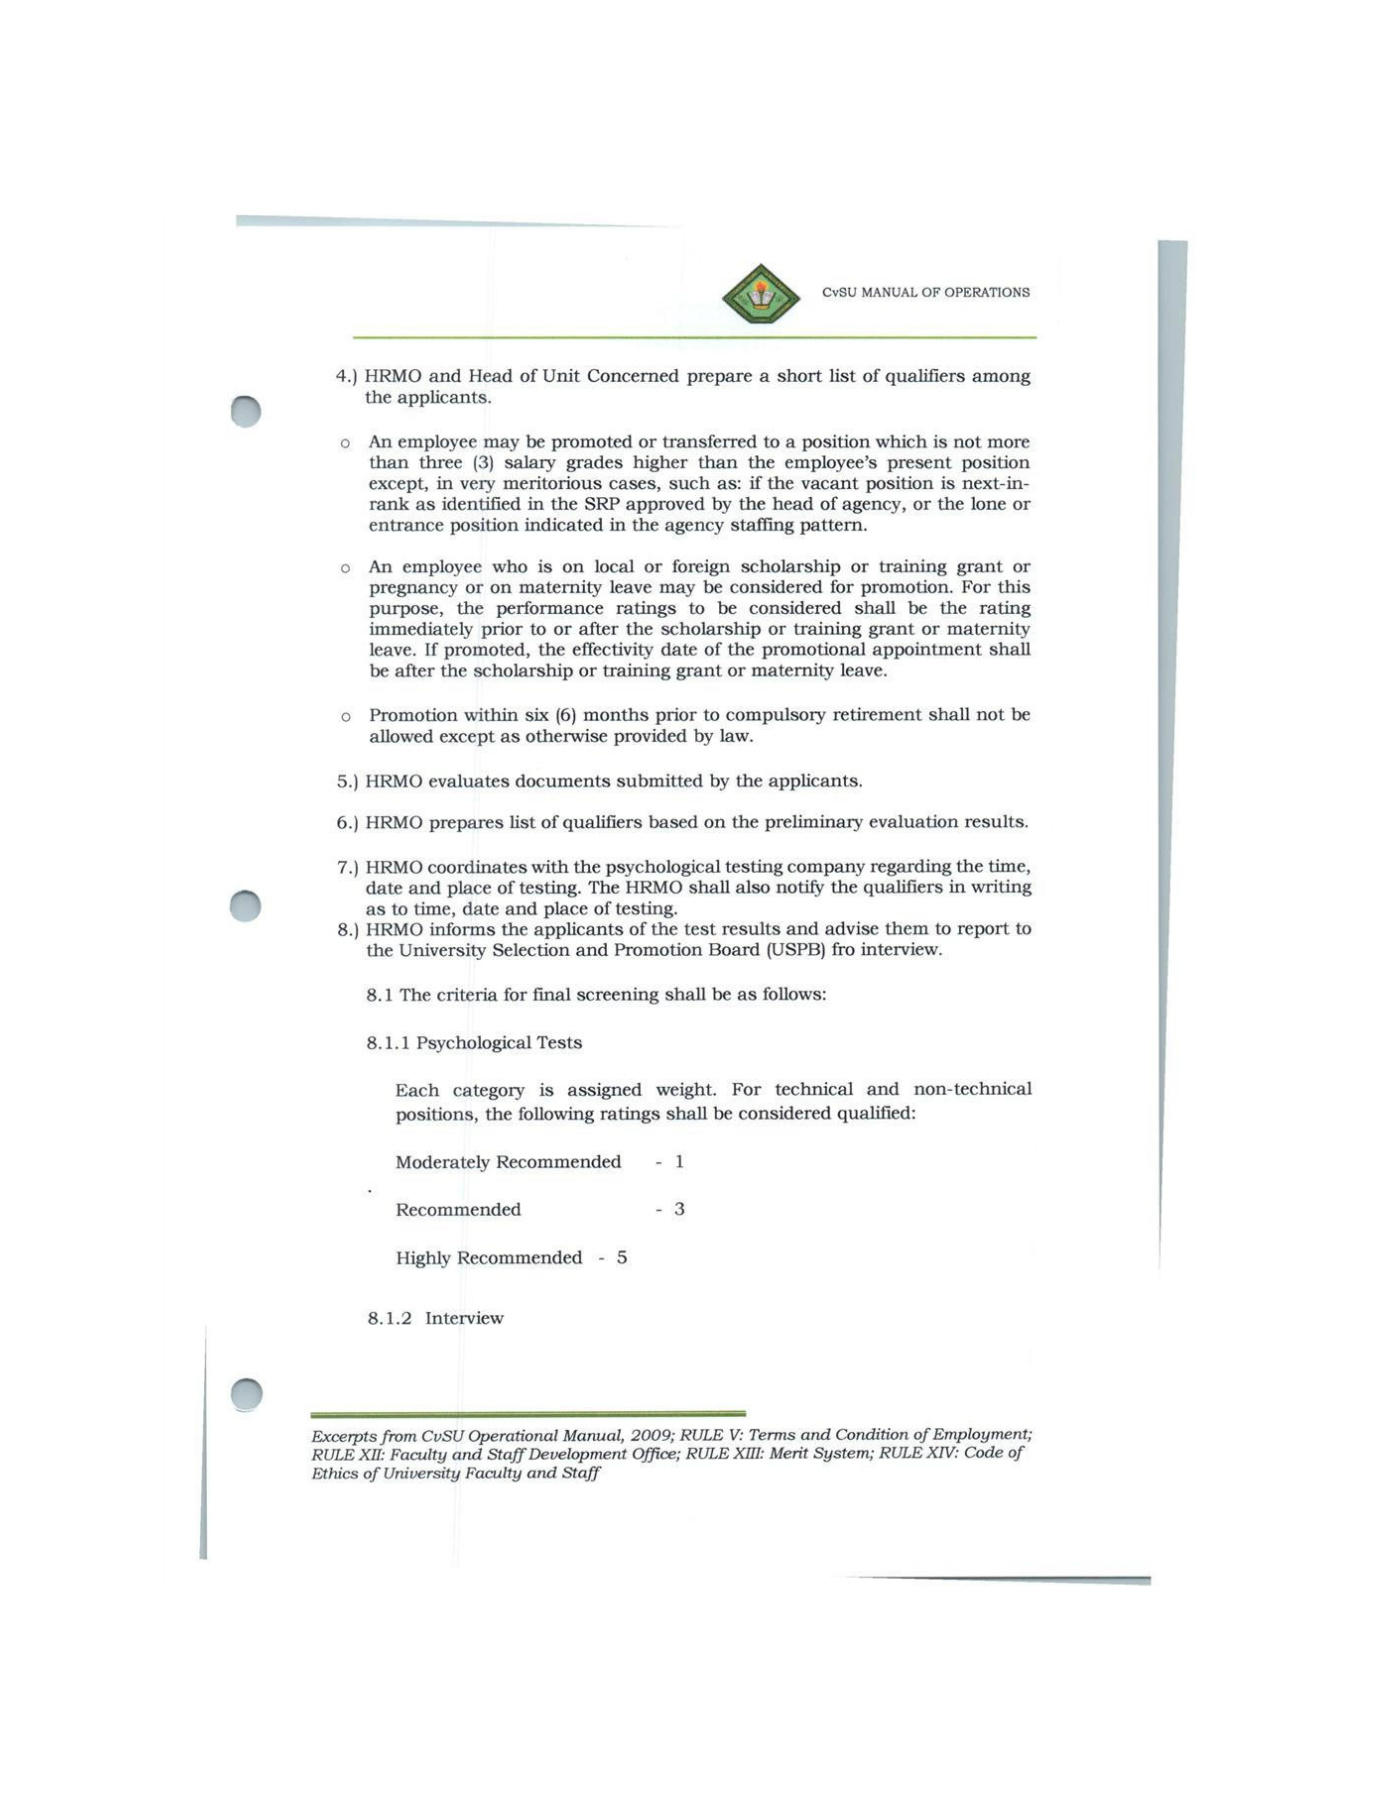 CvSU MANUAL OF OPERATIONS
4.) HRMO and Head of Unit Concerned prepare a short list of qualifiers among
the applicants.
o An employee may be promoted or transferred to a position which is not more
than three (3) salary grades higher than the employee's present position
except, in very meritorious cases, such as: if the vacant position is next-in-
rank as identified in the SRP approved by the head of agency, or the lone or
entrance position indicated in the agency staffing pattern.
o An employee who is on local or foreign scholarship or training grant or
pregnancy or on maternity leave may be considered for promotion. For this
purpose, the performance ratings to be considered shall be the rating
immediately prior to or after the scholarship or training grant or maternity
leave. If promoted, the effectivity date of the promotional appointment shall
be after the scholarship or training grant or maternity leave.
o Promotion within six (6) months prior to compulsory retirement shall not be
allowed except as otherwise provided by law.
5.) HRMO evaluates documents submitted by the applicants.
6.) HRMO prepares list of qualifiers based on the preliminary evaluation results.
7.) HRMO coordinates with the psychological testing company regarding the time,
date and place of testing. The HRMO shall also notify the qualifiers in writing
as to time, date and place of testing.
8.) HRMO informs the applicants of the test results and advise them to report to
the University Selection and Promotion Board (USPB) fro interview.
8.1 The criteria for final screening shall be as follows:
8.1.1 Psychological Tests
Each category is assigned weight. For technical and non-technical
positions, the following ratings shall be considered qualified:
Moderately Recommended - 1
Recommended - 3
Highly Recommended - 5
8.1.2 Interview
Excerpts from CvSU Operational Manual, 2009; RULE V: Terms and Condition of Employment;
RULE XII: Faculty and Staff Development Office; RULE XIII: Merit System; RULE XIV: Code of
Ethics of University Faculty and Staff